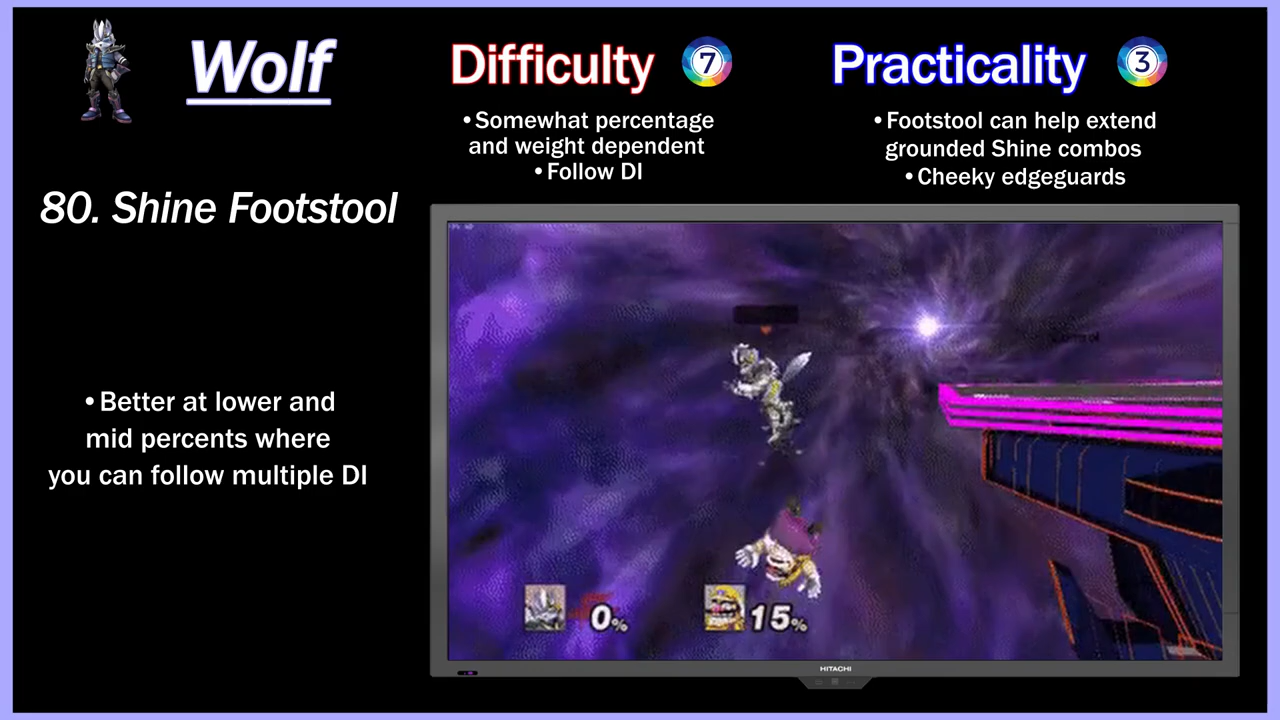 Wolf
Difficulty
7
Practicality
3
•Somewhat percentage
and weight dependent
•Follow DI
•Footstool can help extend
grounded Shine combos
•Cheeky edgeguards
80. Shine Footstool
•Better at lower and
mid percents where
you can follow multiple DI
0%
15%
HITACHI